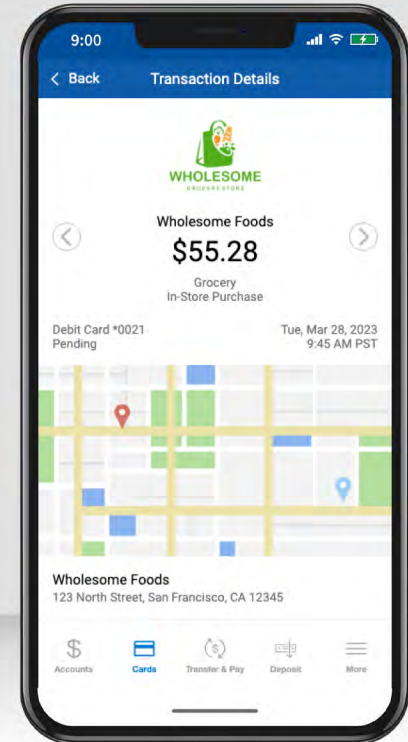 9:00
Back
Transaction Details
WHOLESOME
GROCERY STORE
Wholesome Foods
$55.28
Grocery
In-Store Purchase
Debit Card *0021
Tue, Mar 28, 2023
Pending
9:45 AM PST
Wholesome Foods
123 North Street, San Francisco, CA 12345
Accounts
Cards
Transfer & Pay
Deposit
More